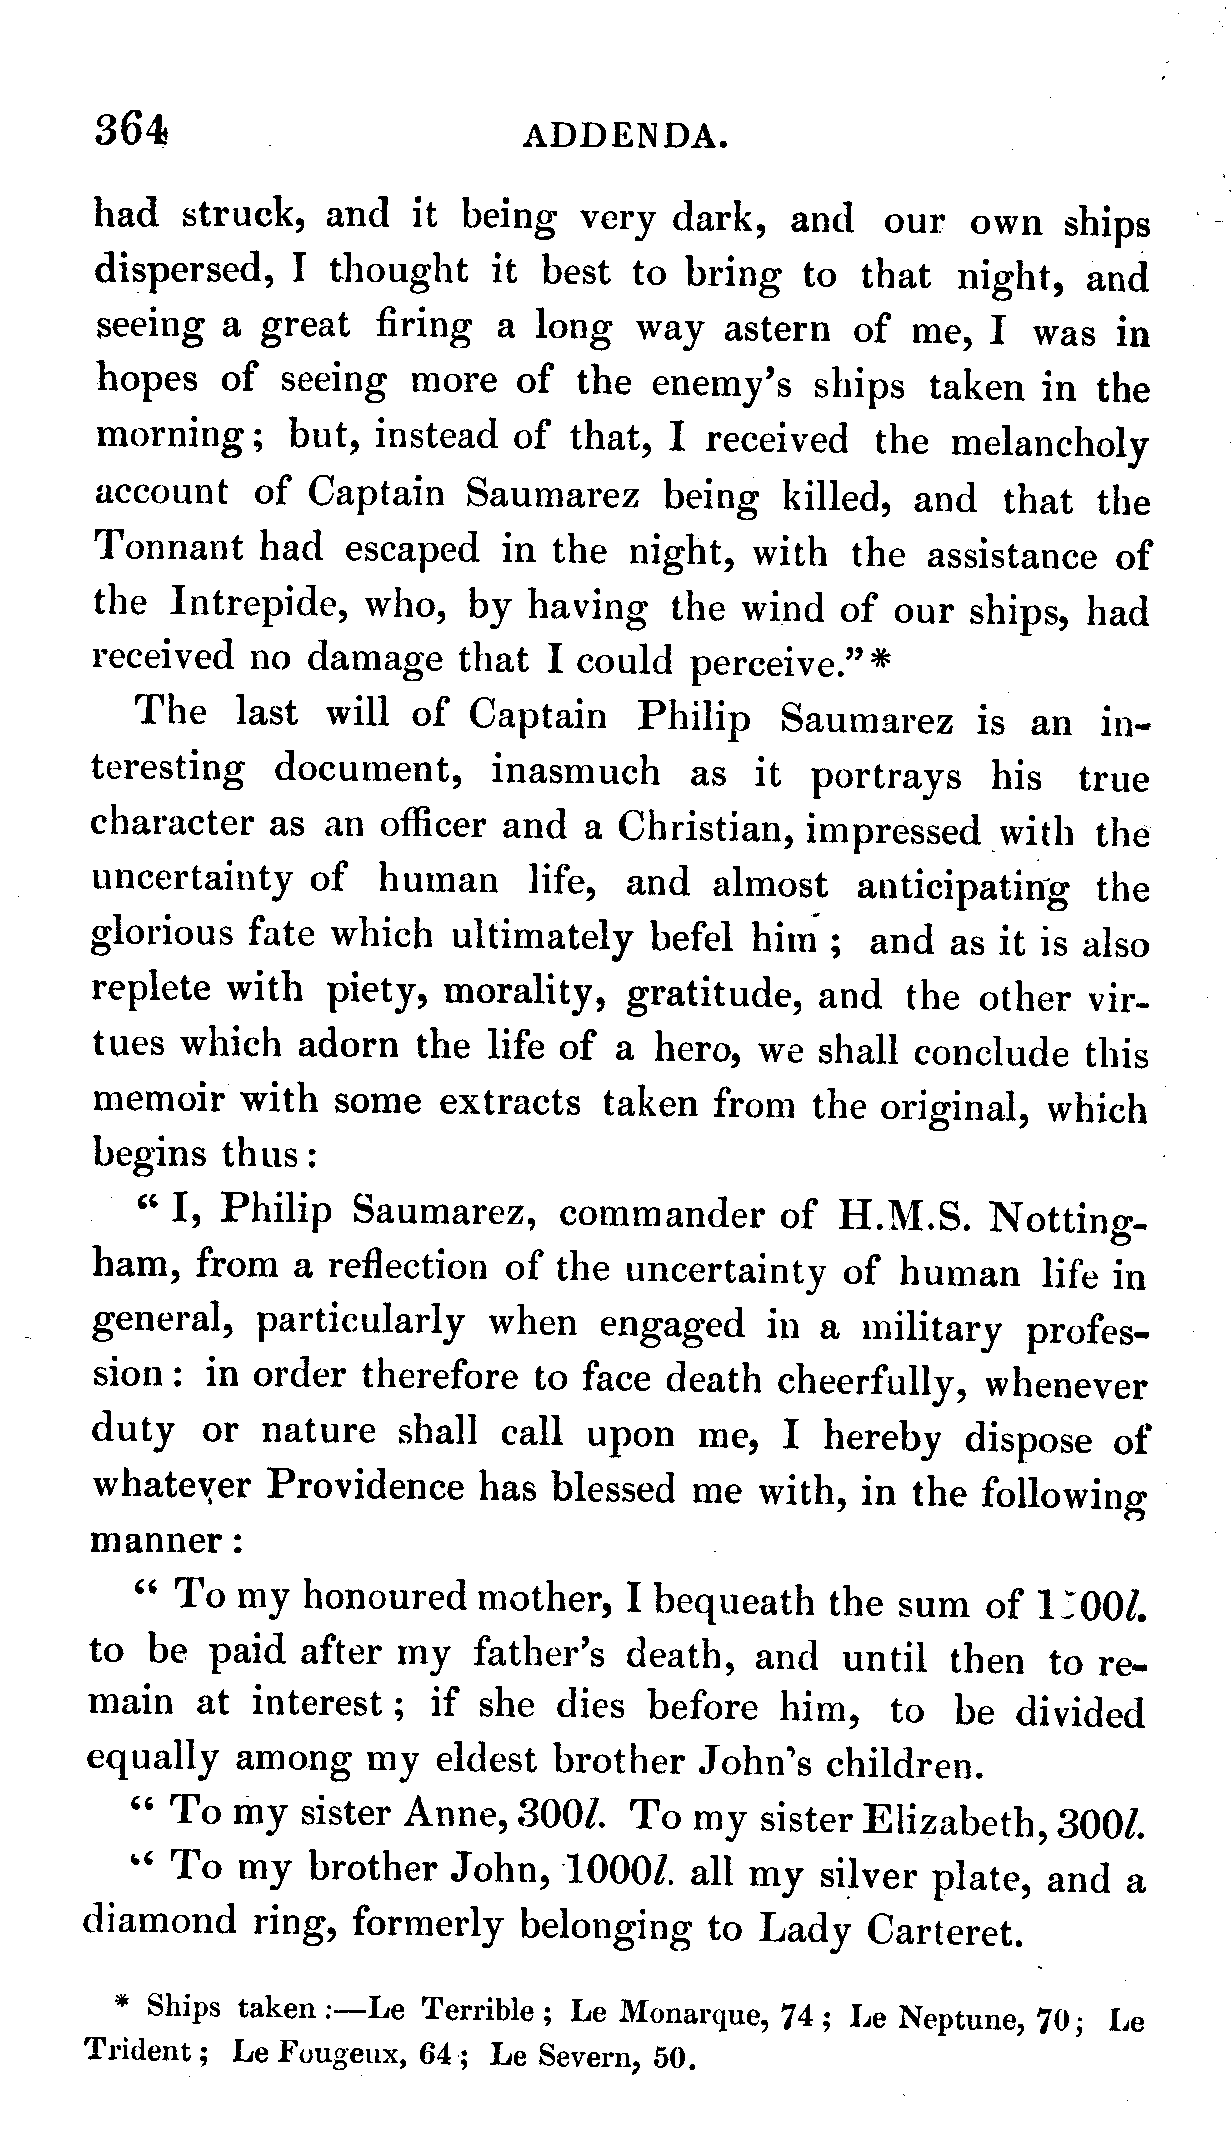 364 ADDENDA.
had struck, and it being very dark, and our own ships
dispersed, I thought it best to bring to that night, and
seeing a great firing a long way astern of me, I was in
hopes of seeing more of the enemy's ships taken in the
morning; but, instead of that, I received the melancholy
account of Captain Saumarez being killed, and that the
Tonnant had escaped in the night, with the assistance of
the Intrepide, who, by having the wind of our ships, had
received no damage that I could perceive."*
The last will of Captain Philip Saumarez is an in-
teresting document, inasmuch as it portrays his true
character as an officer and a Christian, impressed with the
uncertainty of human life, and almost anticipating the
glorious fate which ultimately befel him; and as it is also
replete with piety, morality, gratitude, and the other vir-
tues which adorn the life of a hero, we shall conclude this
memoir with some extracts taken from the original, which
begins thus:
" I, Philip Saumarez, commander of H.M.S. Notting-
ham, from a reflection of the uncertainty of human life in
general, particularly when engaged in a military profes-
sion: in order therefore to face death cheerfully, whenever
duty or nature shall call upon me, I hereby dispose of
whatever Providence has blessed me with, in the following
manner:
" To my honoured mother, I bequeath the sum of
to be paid after my father's death, and until then to re-
main at interest; if she dies before him, to be divided
equally among my eldest brother John's children.
" To my sister Anne, 300l. To my sister Elizabeth, 300l.
" To my brother John, 1000l. all my silver plate, and a
diamond ring, formerly belonging to Lady Carteret.
* Ships taken:—Le Terrible; Le Monarque, 74; Le Neptune, 70; Le
Trident; Le Fougeux, 64; Le Severn, 50.